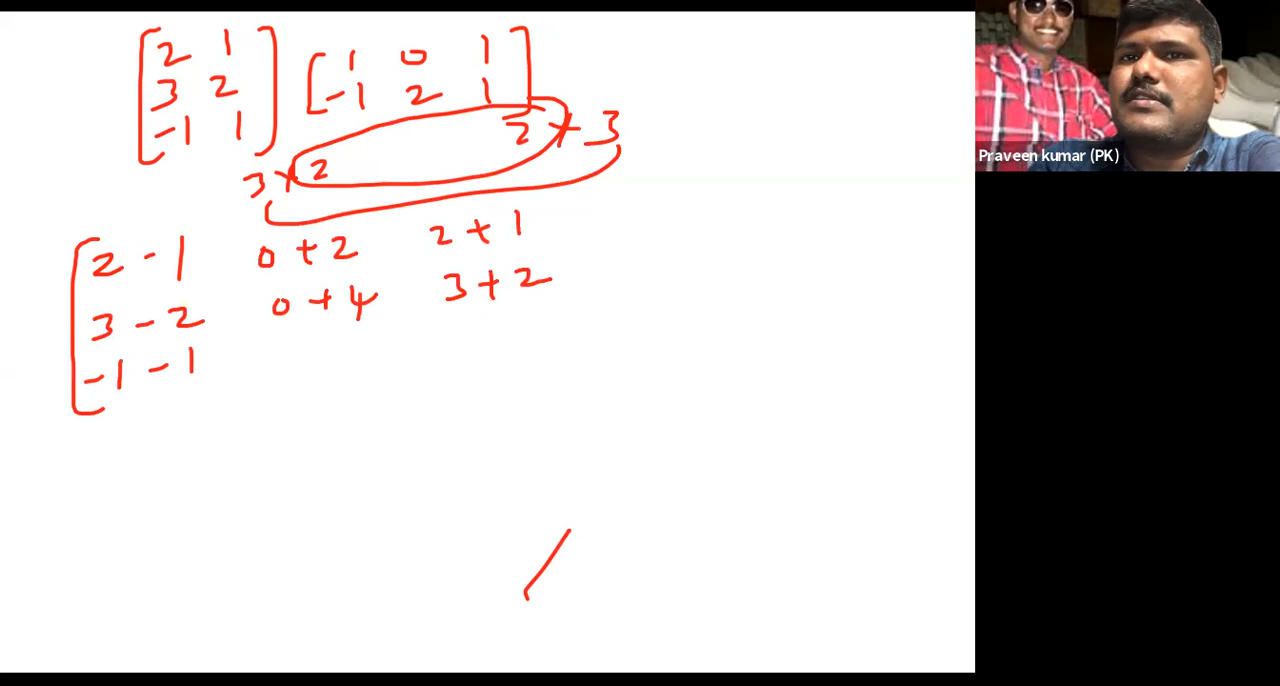 [2 1] [1 0 1]
[3 2] [-1 2 1]
[-1 1]
3 × 2 2 × 3
[2 - 1 0 + 2 2 + 1
3 - 2 0 + 4 3 + 2
-1 - 1
Praveen kumar (PK)